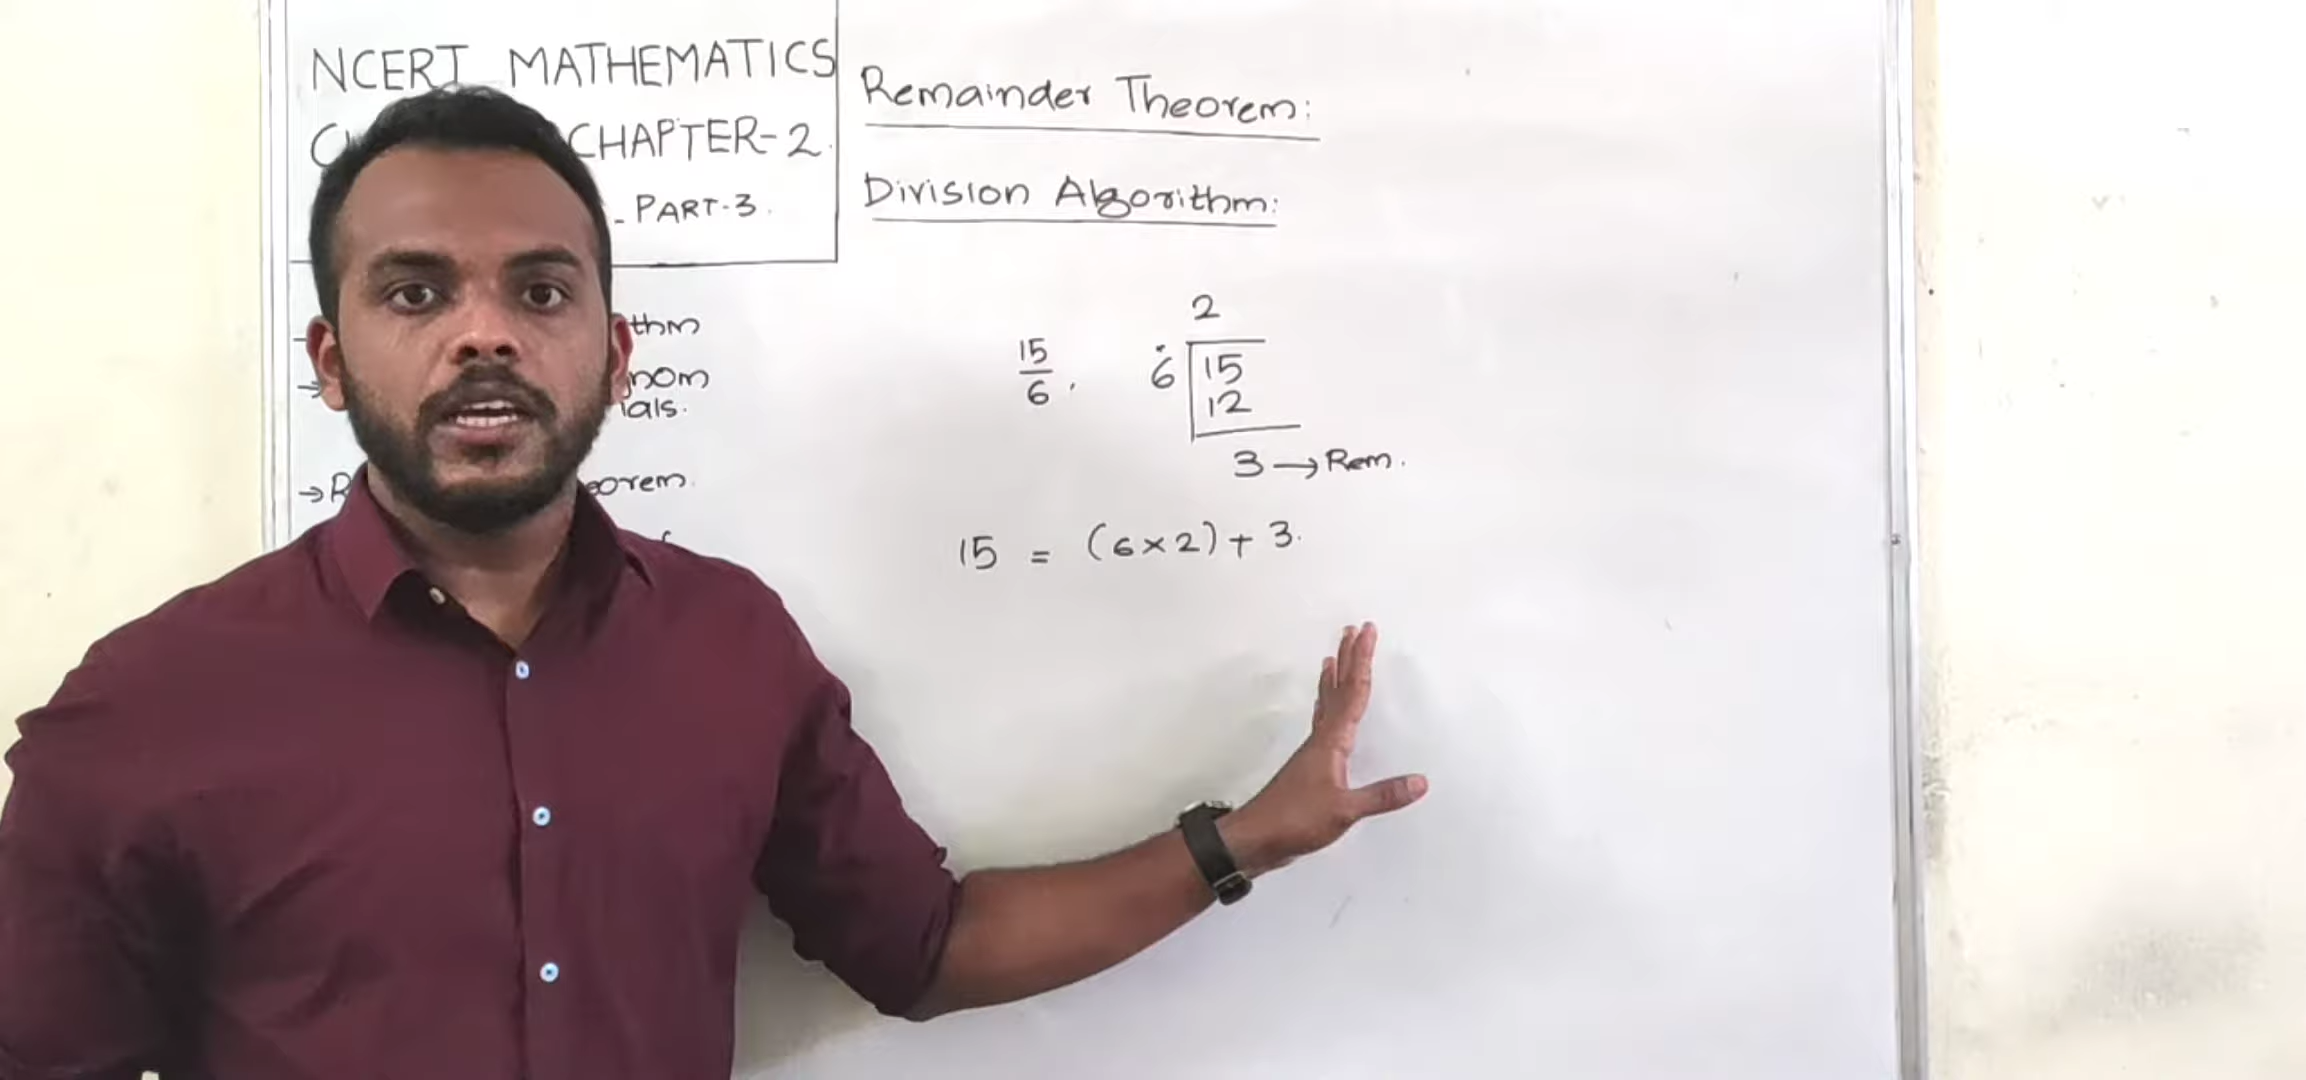 NCERT MATHEMATICS
CHAPTER-2.
- PART-3.
Remainder Theorem:
Division Algorithm:
15
6 ,
2
6 15
12
3 → Rem.
15 = (6×2) + 3.